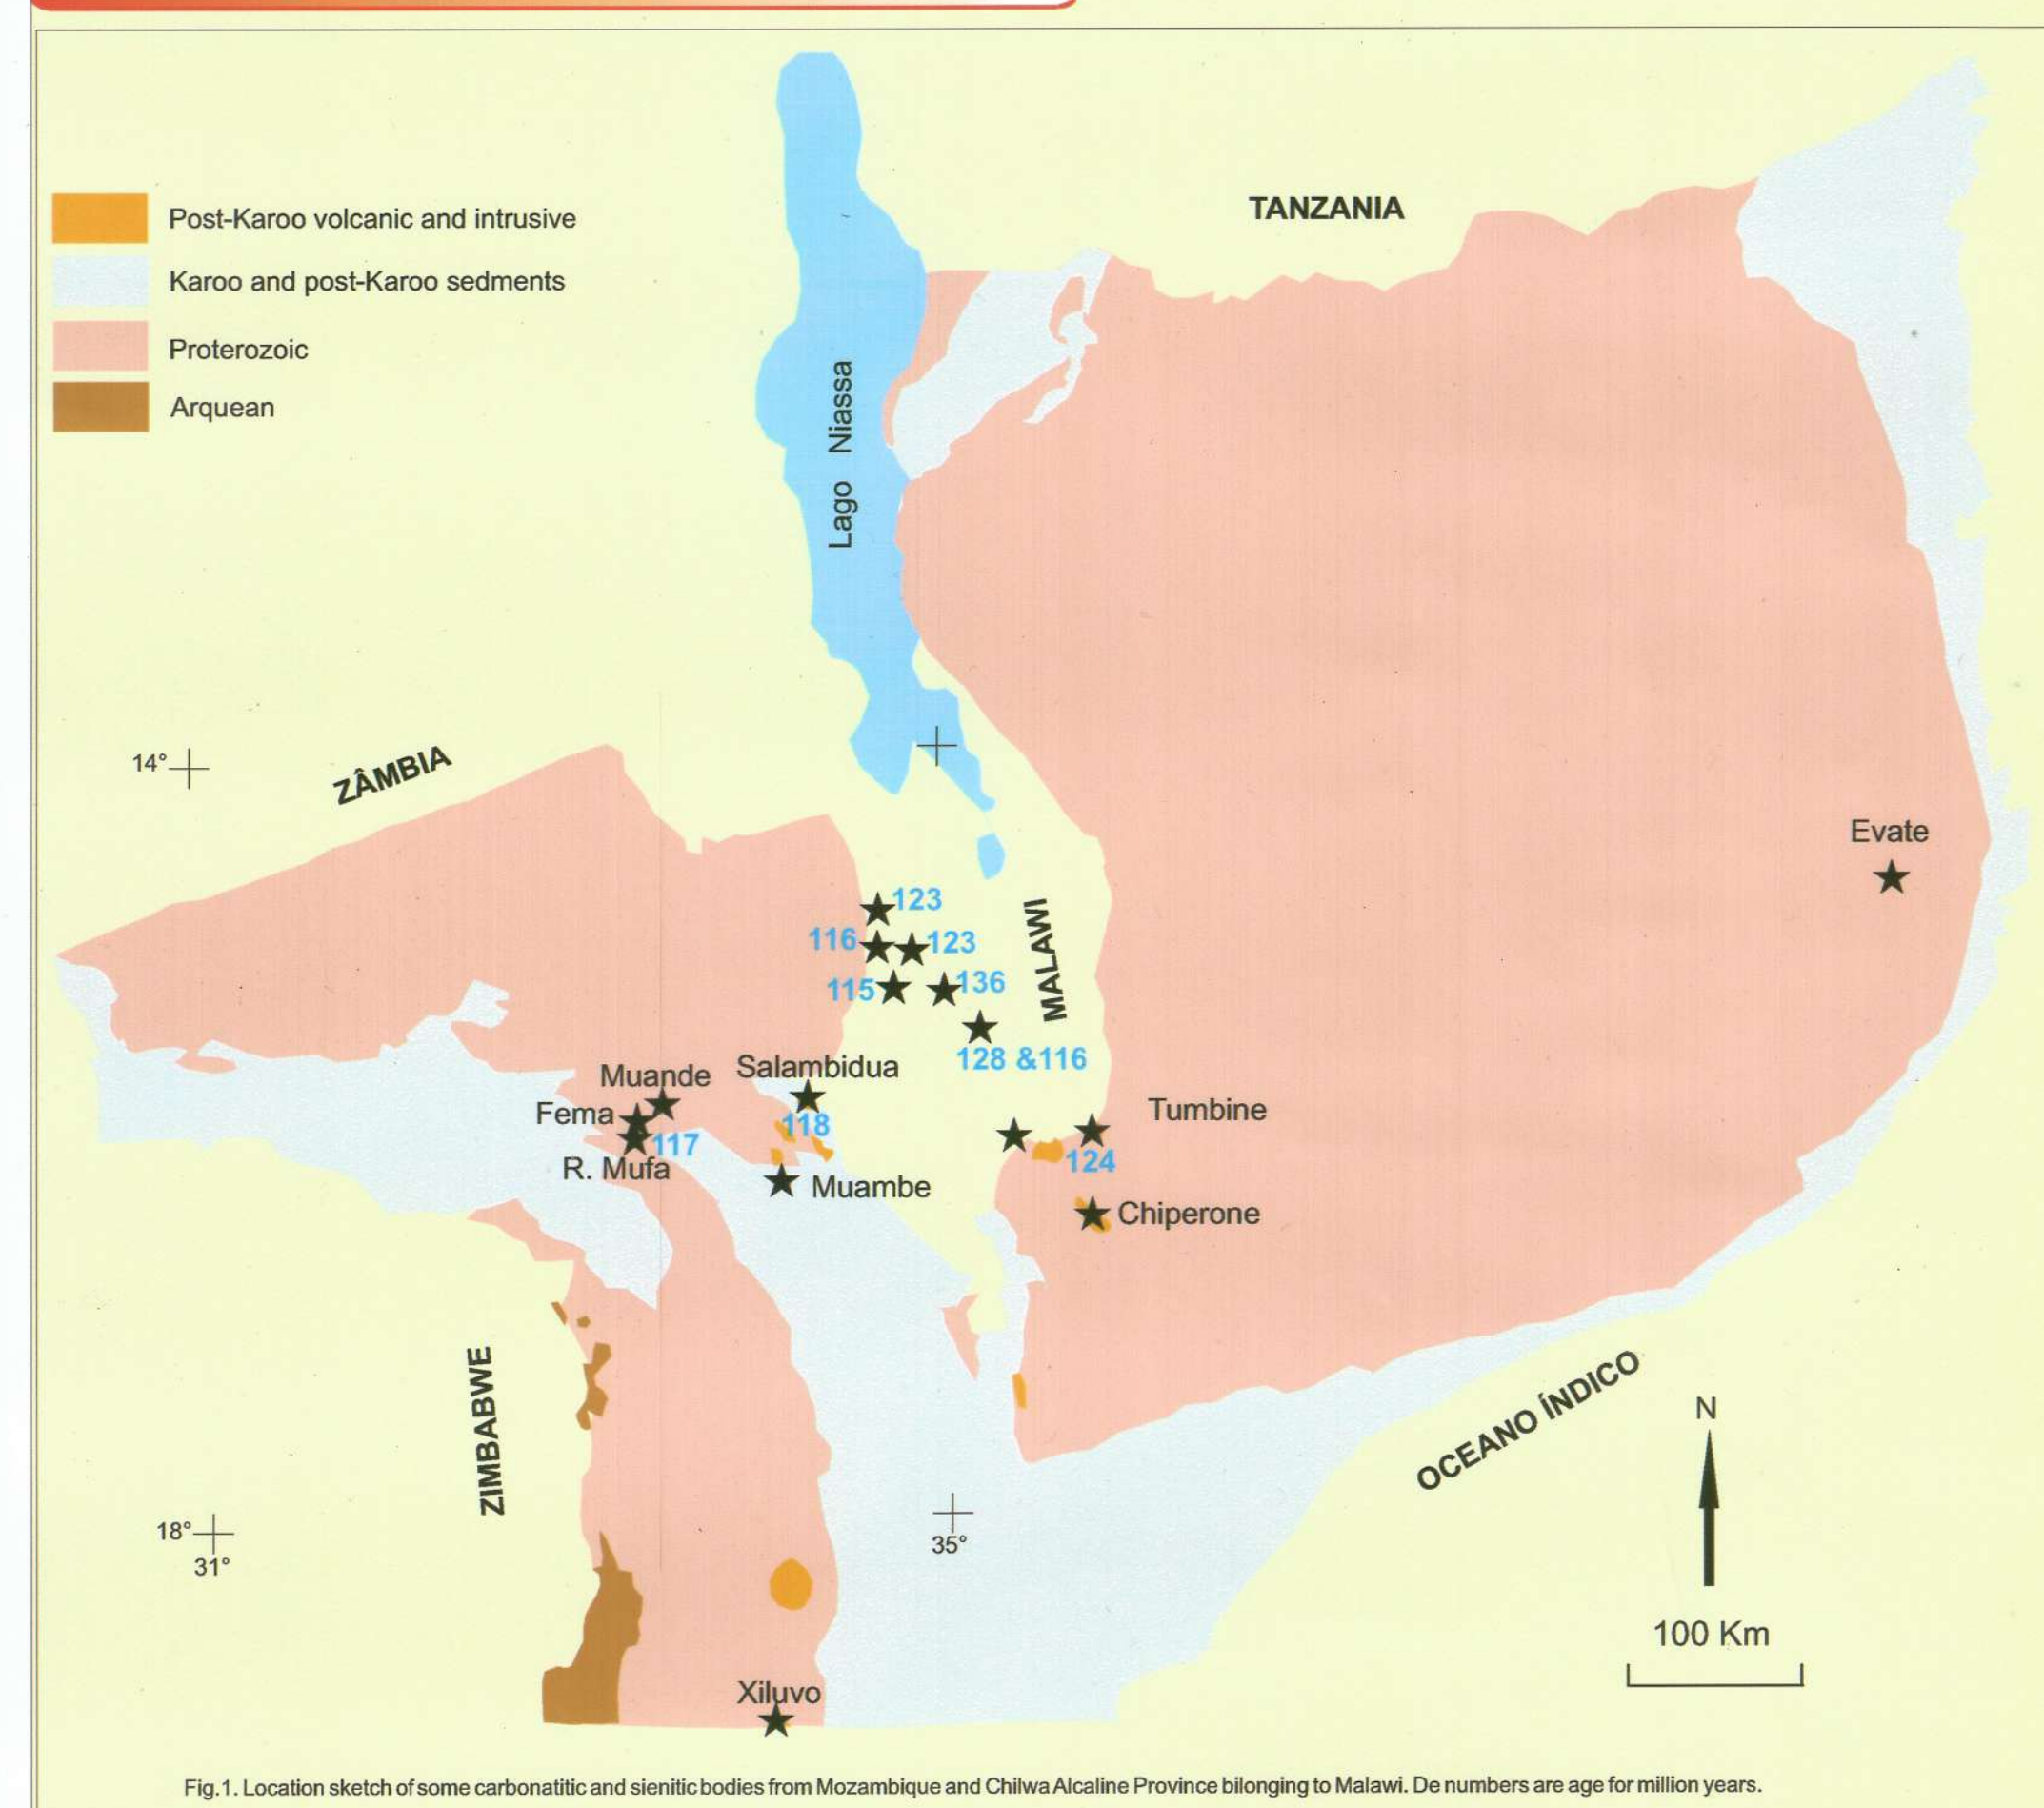 TANZANIA
Post-Karoo volcanic and intrusive
Karoo and post-Karoo sedments
Proterozoic
Arquean
Lago Niassa
14°
ZÂMBIA
Evate
123
116
123
MALAWI
115
136
128 &116
Muande
Salambidua
Fema
118
Tumbine
117
124
R. Mufa
Muambe
Chiperone
ZIMBABWE
OCEANO ÍNDICO
N
18°
35°
31°
100 Km
Xiluvo
Fig.1. Location sketch of some carbonatitic and sienitic bodies from Mozambique and Chilwa Alcaline Province bilonging to Malawi. De numbers are age for million years.